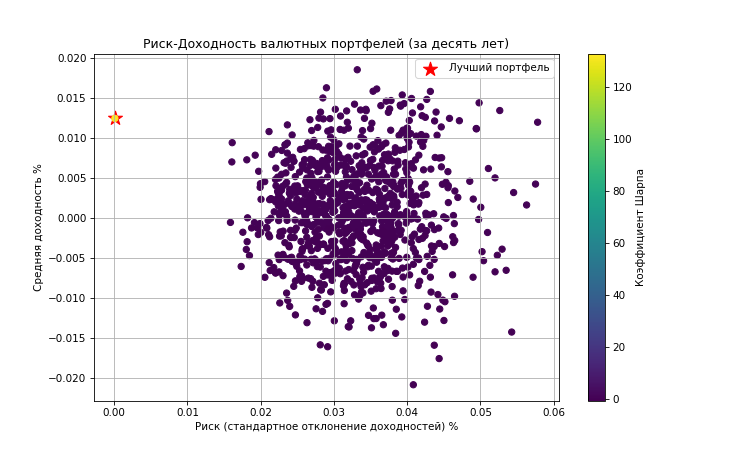 Риск-Доходность валютных портфелей (за десять лет)
Лучший портфель
Средняя доходность %
0.020
0.015
0.010
0.005
0.000
−0.005
−0.010
−0.015
−0.020
0.00 0.01 0.02 0.03 0.04 0.05 0.06
Риск (стандартное отклонение доходностей) %
120
100
80
60
40
20
0
Коэффициент Шарпа